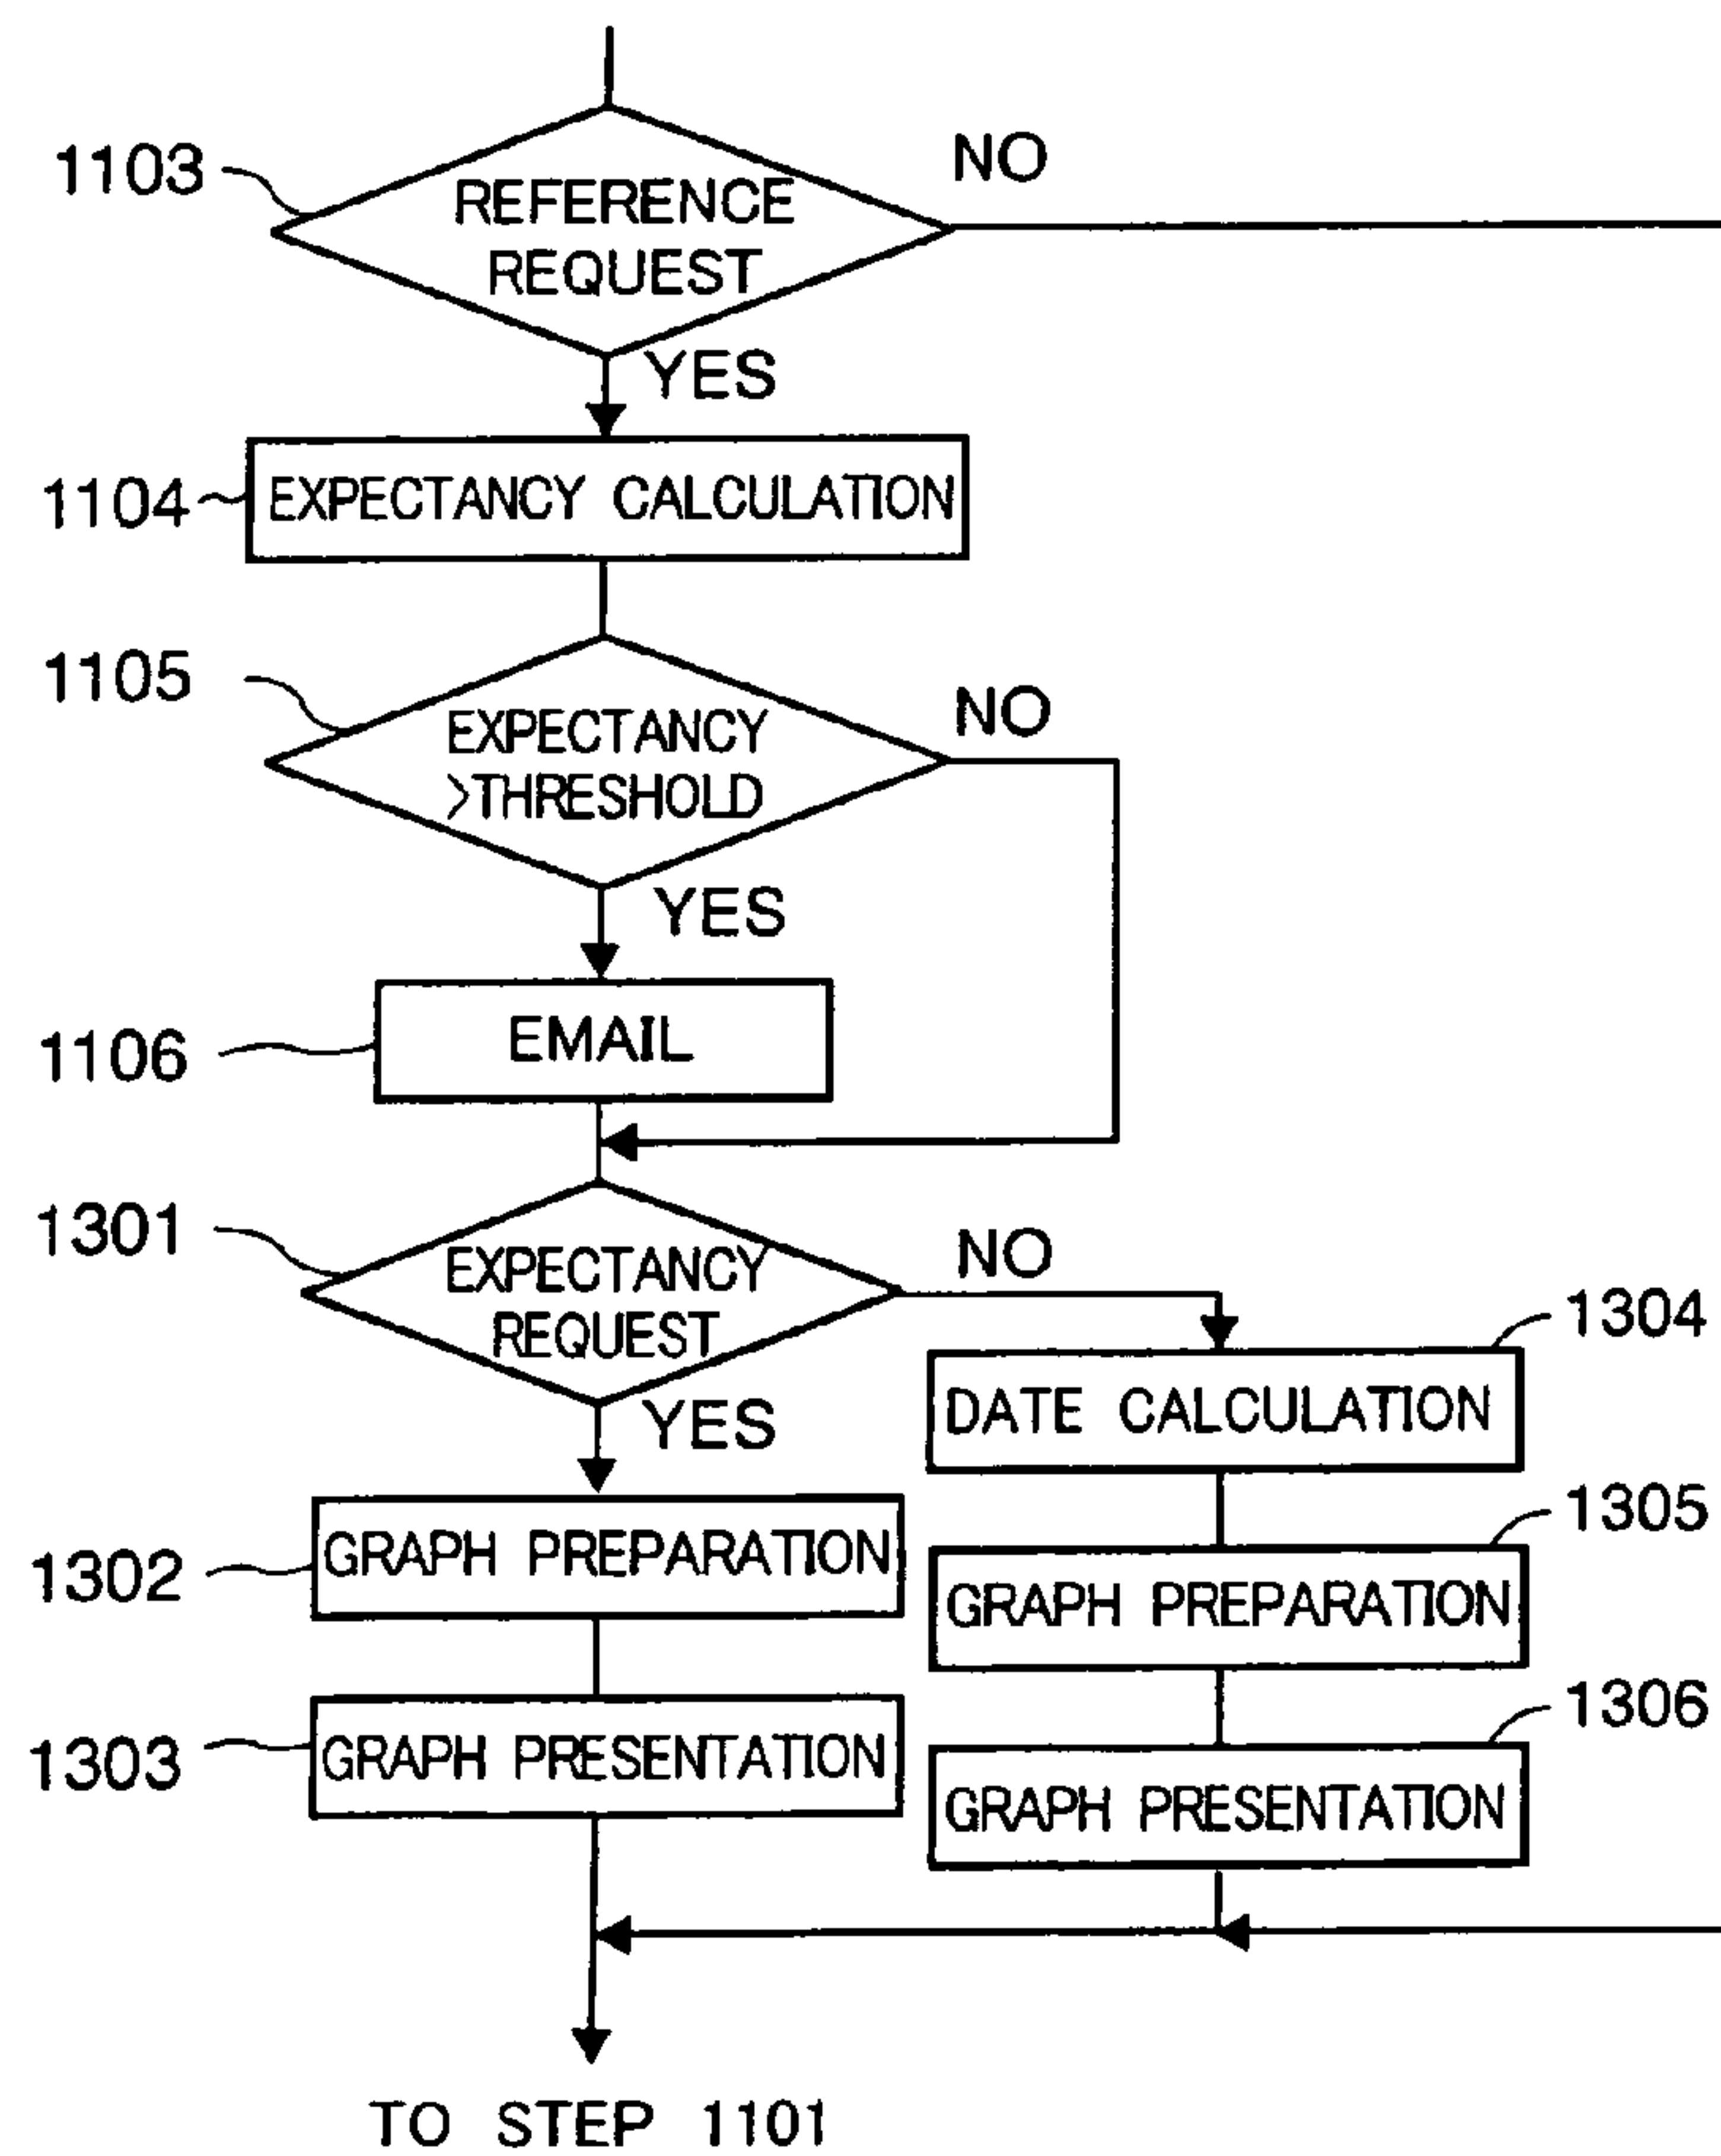 1103
REFERENCE
REQUEST
NO
YES
1104
EXPECTANCY CALCULATION
1105
EXPECTANCY
>THRESHOLD
NO
YES
1106
EMAIL
1301
EXPECTANCY
REQUEST
NO
YES
1304
DATE CALCULATION
1302
GRAPH PREPARATION
1305
GRAPH PREPARATION
1303
GRAPH PRESENTATION
1306
GRAPH PRESENTATION
TO STEP 1101